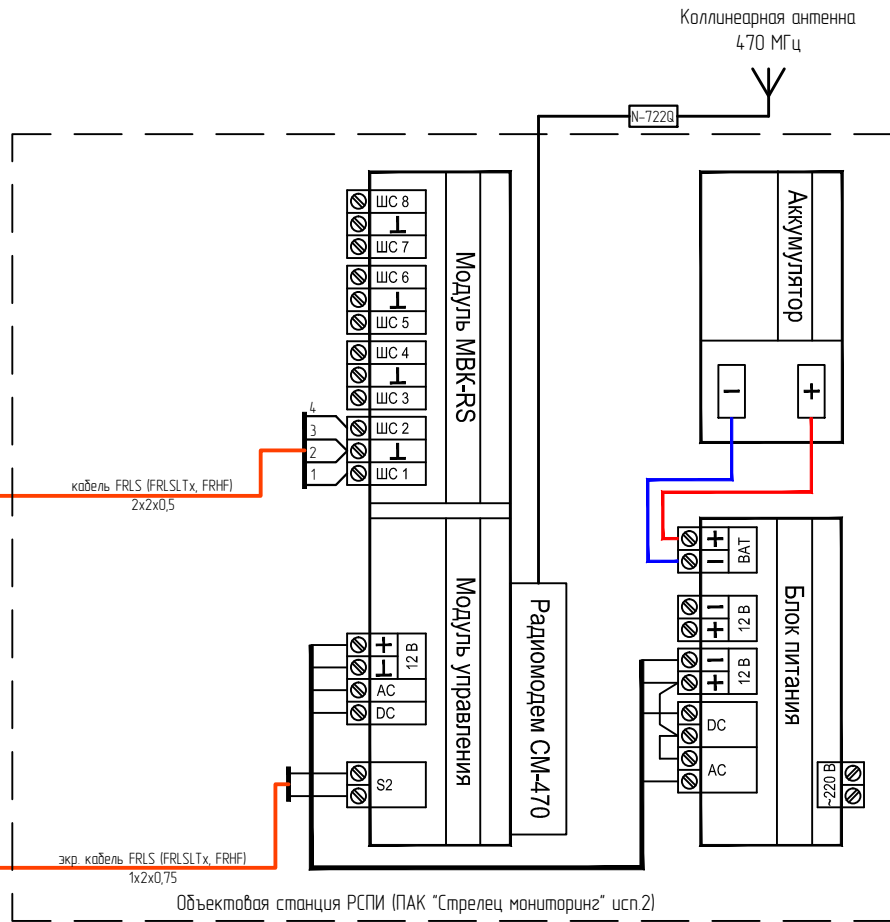 Коллинеарная антенна
470 МГц
N-722Q
ШС 8
ШС 7
ШС 6
ШС 5
ШС 4
ШС 3
ШС 2
ШС 1
4
3
2
1
Модуль МВК-RS
кабель FRLS (FRLSLTx, FRHF)
2x2x0,5
Аккумулятор
−
+
+
−
BAT
−
+
12 В
−
+
12 В
DC
AC
Блок питания
~220 В
+
12 В
AC
DC
S2
Модуль управления
Радиомодем СМ-470
экр. кабель FRLS (FRLSLTx, FRHF)
1x2x0,75
Объектовая станция РСПИ (ПАК "Стрелец мониторинг" исп.2)